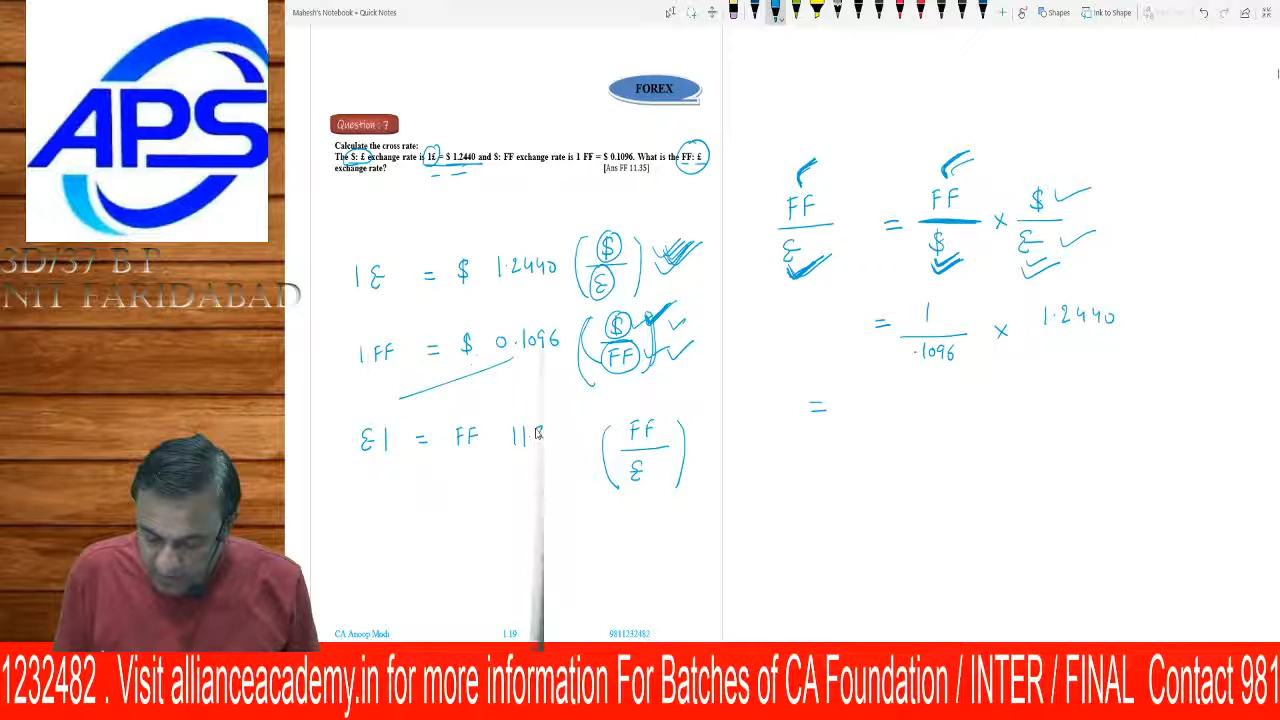 APS
3D/37 B.P.
NIT FARIDABAD
Mahesh's Notebook » Quick Notes
Shapes
Ink to Shape
FOREX
Question : 7
Calculate the cross rate:
The $: £ exchange rate is 1£ = $ 1.2440 and $: FF exchange rate is 1 FF = $ 0.1096. What is the FF: £
exchange rate? [Ans FF 11.35]
1 £ = $ 1.2440 ($/£)
1 FF = $ 0.1096 ($/FF)
£1 = FF (FF/£)
FF/£ = FF/$ × $/£
= 1/.1096 × 1.2440
=
CA Anoop Modi 1.19 9811232482
1232482 . Visit allianceacademy.in for more information For Batches of CA Foundation / INTER / FINAL Contact 981